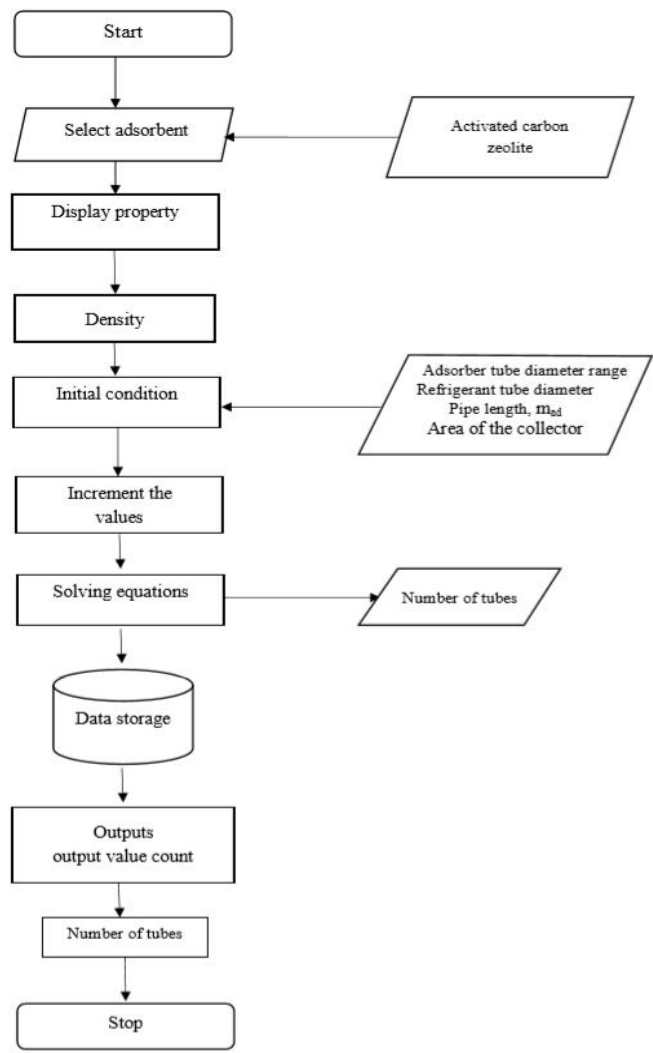 Start
Select adsorbent
Activated carbon
zeolite
Display property
Density
Initial condition
Adsorber tube diameter range
Refrigerant tube diameter
Pipe length, mad
Area of the collector
Increment the
values
Solving equations
Number of tubes
Data storage
Outputs
output value count
Number of tubes
Stop